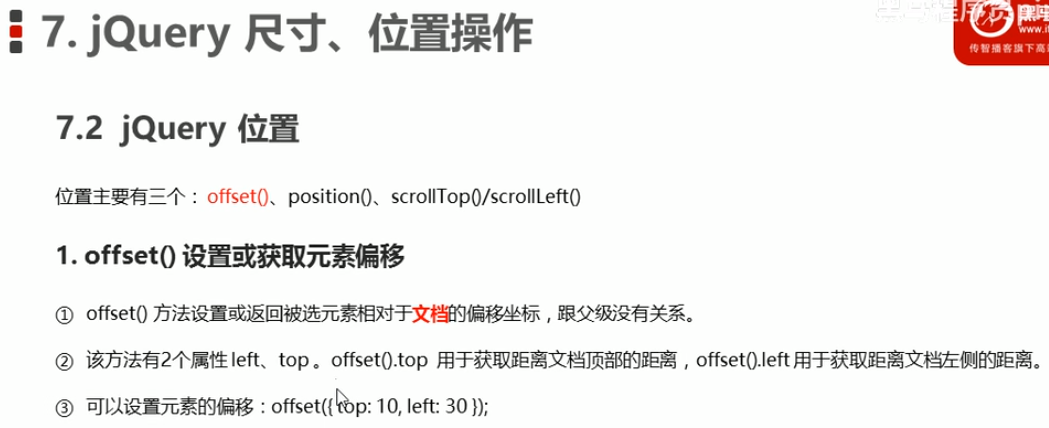 7. jQuery 尺寸、位置操作
7.2 jQuery 位置
位置主要有三个：offset()、position()、scrollTop()/scrollLeft()
1. offset() 设置或获取元素偏移
① offset() 方法设置或返回被选元素相对于文档的偏移坐标，跟父级没有关系。
② 该方法有2个属性 left、top 。offset().top 用于获取距离文档顶部的距离，offset().left 用于获取距离文档左侧的距离。
③ 可以设置元素的偏移：offset({ top: 10, left: 30 });
传智播客旗下高